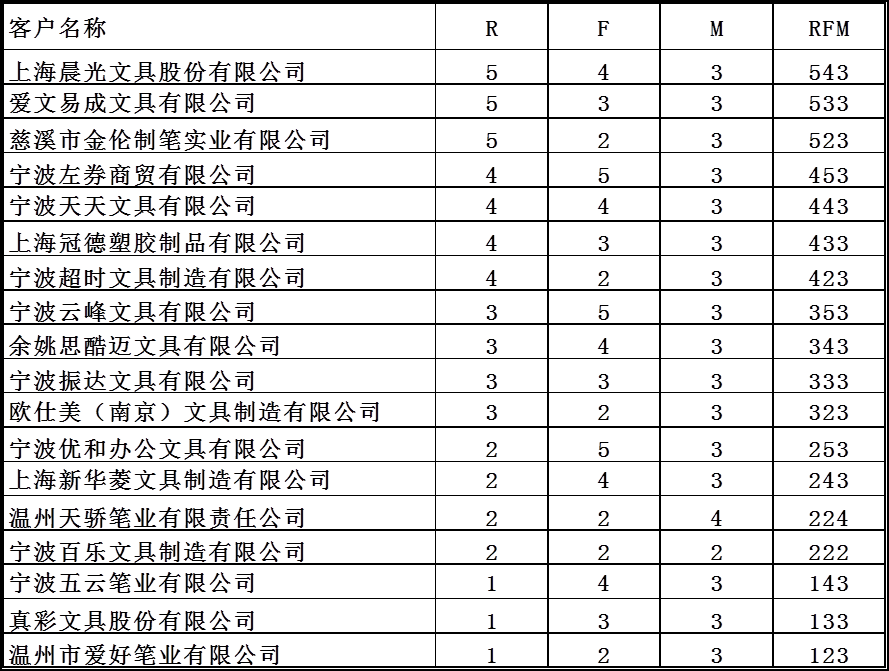 客户名称 R F M RFM
上海晨光文具股份有限公司 5 4 3 543
爱文易成文具有限公司 5 3 3 533
慈溪市金伦制笔实业有限公司 5 2 3 523
宁波左券商贸有限公司 4 5 3 453
宁波天天文具有限公司 4 4 3 443
上海冠德塑胶制品有限公司 4 3 3 433
宁波超时文具制造有限公司 4 2 3 423
宁波云峰文具有限公司 3 5 3 353
余姚思酷迈文具有限公司 3 4 3 343
宁波振达文具有限公司 3 3 3 333
欧仕美（南京）文具制造有限公司 3 2 3 323
宁波优和办公文具有限公司 2 5 3 253
上海新华菱文具制造有限公司 2 4 3 243
温州天骄笔业有限责任公司 2 2 4 224
宁波百乐文具制造有限公司 2 2 2 222
宁波五云笔业有限公司 1 4 3 143
真彩文具股份有限公司 1 3 3 133
温州市爱好笔业有限公司 1 2 3 123